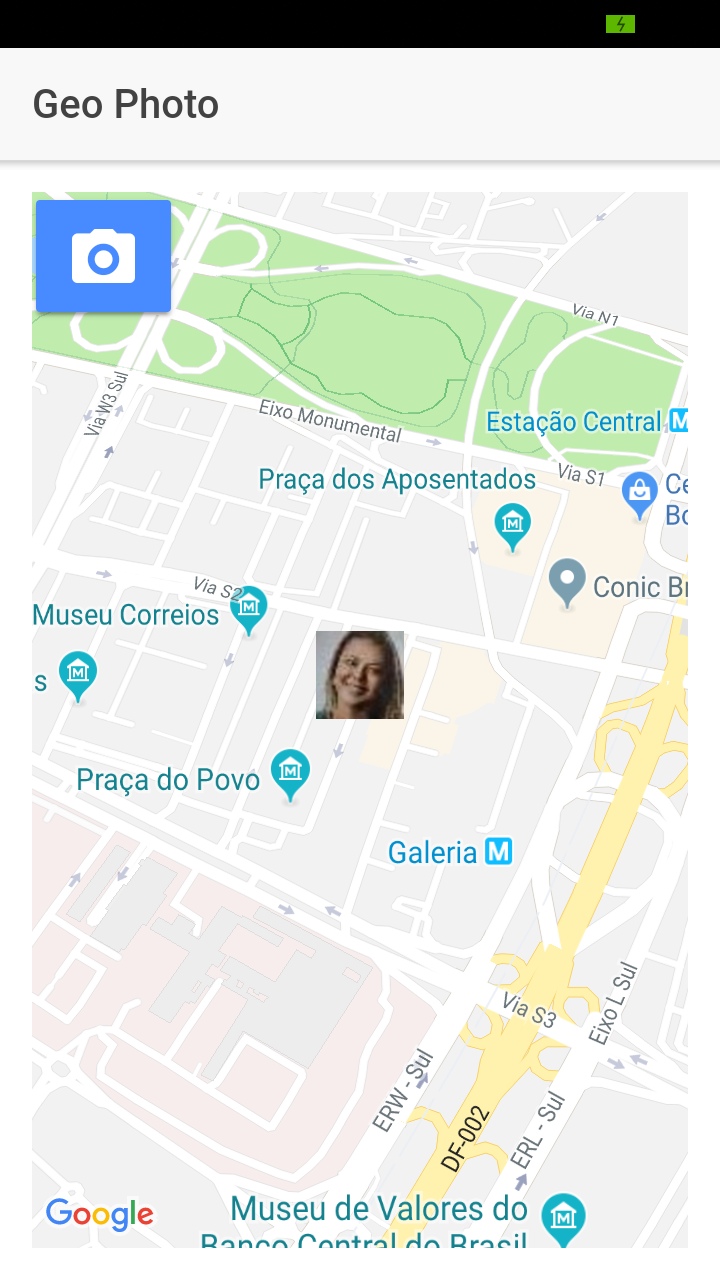 Geo Photo
Via N1
Via W3 Sul
Eixo Monumental
Estação Central M
Via S1
Praça dos Aposentados
Ce
Bo
Conic Br
Via S2
Museu Correios
s
Praça do Povo
Galeria M
Via S3
Eixo L Sul
ERW - Sul
DF-002
ERL - Sul
Google
Museu de Valores do
Banco Central do Brasil